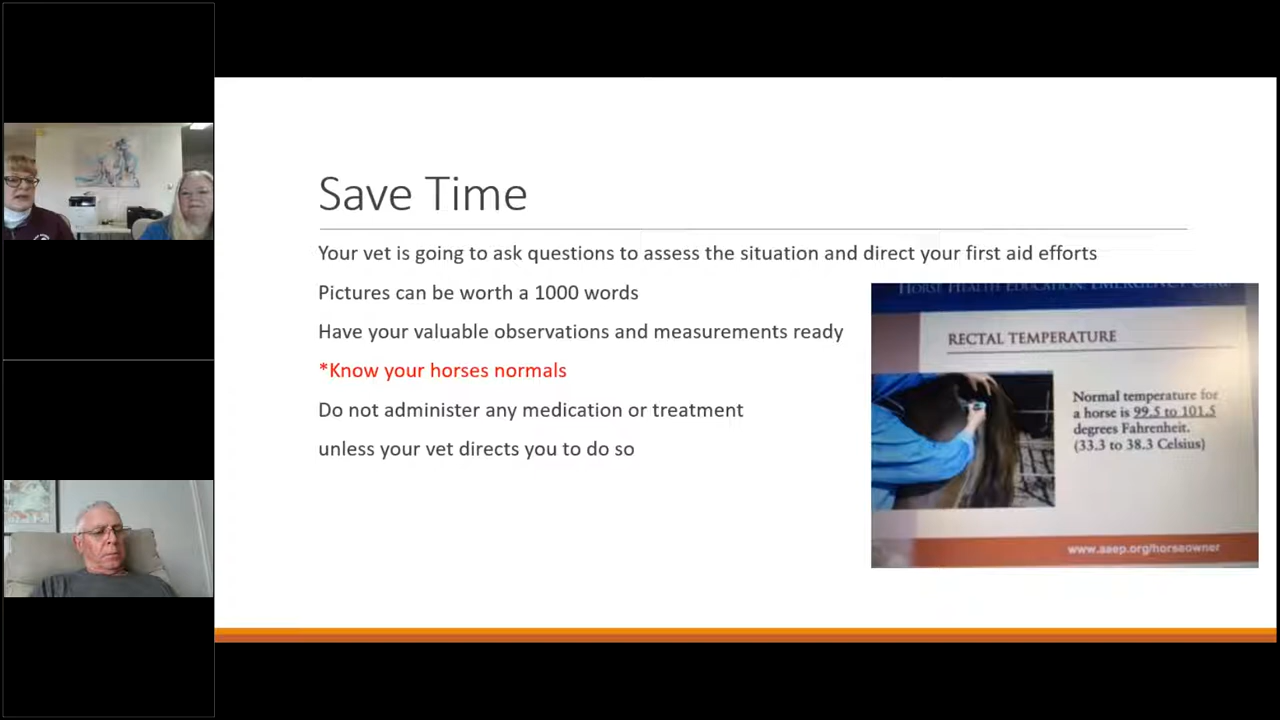 Save Time
Your vet is going to ask questions to assess the situation and direct your first aid efforts
Pictures can be worth a 1000 words
Have your valuable observations and measurements ready
*Know your horses normals
Do not administer any medication or treatment
unless your vet directs you to do so
HORSE HEALTH EDUCATION: EMERGENCY CARE
RECTAL TEMPERATURE
Normal temperature for
a horse is 99.5 to 101.5
degrees Fahrenheit.
(33.3 to 38.3 Celsius)
www.aaep.org/horseowner